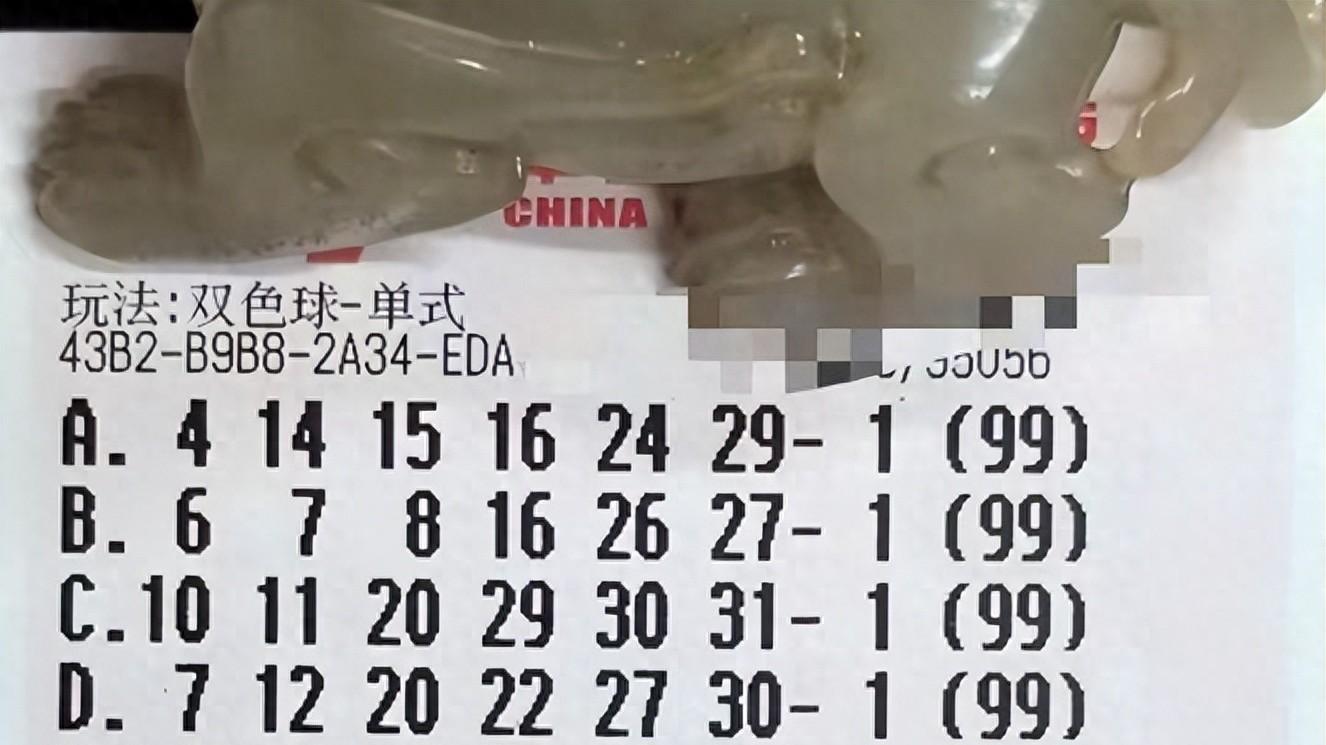 CHINA
玩法:双色球-单式
43B2-B9B8-2A34-EDA
A. 4 14 15 16 24 29- 1 (99)
B. 6 7 8 16 26 27- 1 (99)
C.10 11 20 29 30 31- 1 (99)
D. 7 12 20 22 27 30- 1 (99)